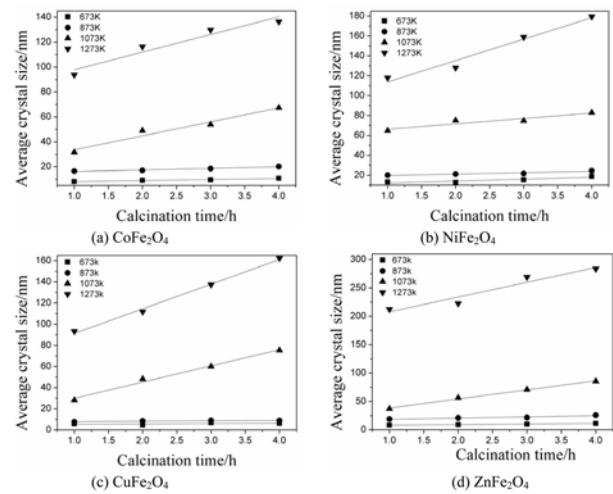 Average crystal size/nm
140
120
100
80
60
40
20
673K
873K
1073K
1273K
1.0 1.5 2.0 2.5 3.0 3.5 4.0
Calcination time/h
(a) CoFe₂O₄
Average crystal size/nm
180
160
140
120
100
80
60
40
20
673K
873K
1073K
1273K
1.0 1.5 2.0 2.5 3.0 3.5 4.0
Calcination time/h
(b) NiFe₂O₄
Average crystal size/nm
160
140
120
100
80
60
40
20
0
673k
873k
1073k
1273k
1.0 1.5 2.0 2.5 3.0 3.5 4.0
Calcination time/h
(c) CuFe₂O₄
Average crystal size/nm
300
250
200
150
100
50
0
673k
873k
1073k
1273k
1.0 1.5 2.0 2.5 3.0 3.5 4.0
Calcination time/h
(d) ZnFe₂O₄